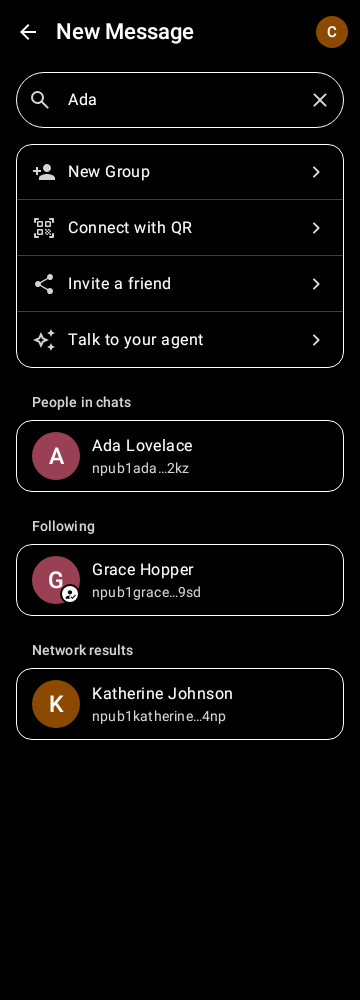 New Message
C
Ada
New Group
Connect with QR
Invite a friend
Talk to your agent
People in chats
A
Ada Lovelace
npub1ada…2kz
Following
G
Grace Hopper
npub1grace…9sd
Network results
K
Katherine Johnson
npub1katherine…4np